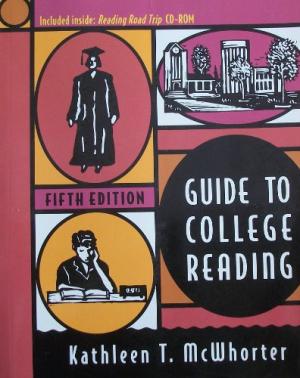 Included inside: Reading Road Trip CD-ROM
FIFTH EDITION
GUIDE TO
COLLEGE
READING
Kathleen T. McWhorter